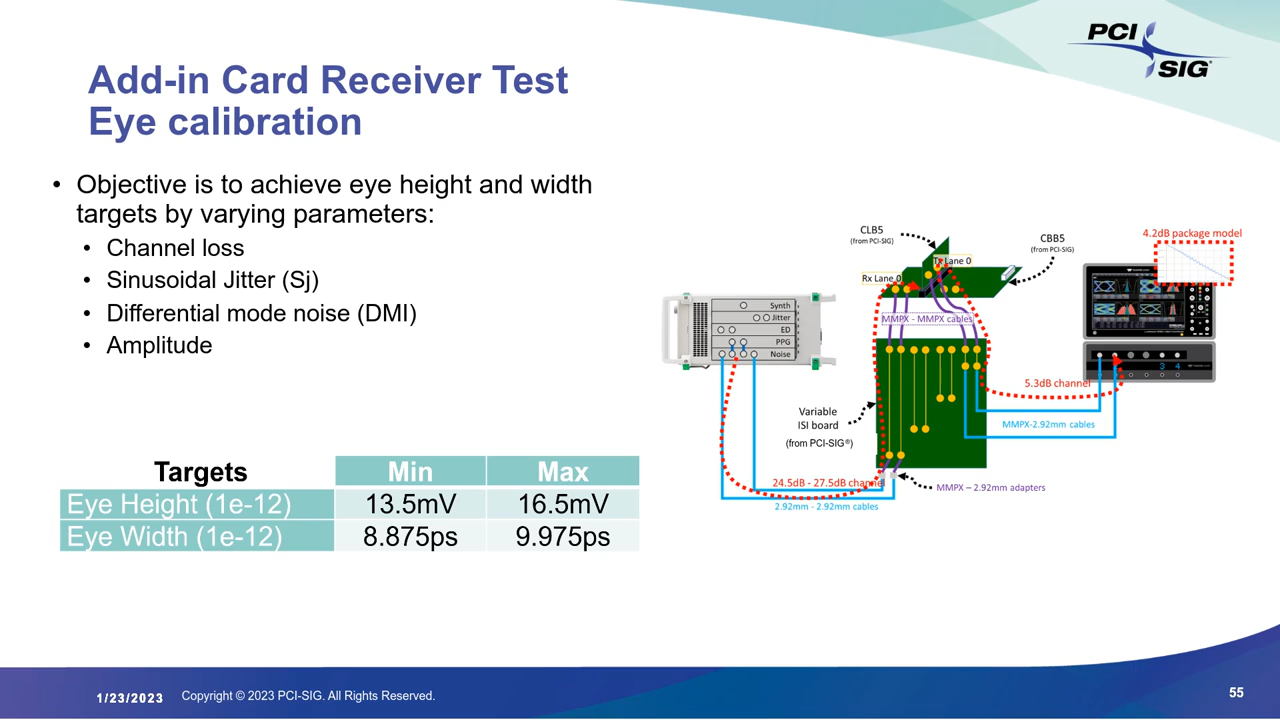 PCI
SIG
Add-in Card Receiver Test
Eye calibration
• Objective is to achieve eye height and width
targets by varying parameters:
• Channel loss
• Sinusoidal Jitter (Sj)
• Differential mode noise (DMI)
• Amplitude
Targets Min Max
Eye Height (1e-12) 13.5mV 16.5mV
Eye Width (1e-12) 8.875ps 9.975ps
CLB5
(from PCI-SIG)
CBB5
(from PCI-SIG)
4.2dB package model
Tx Lane 0
Rx Lane 0
MMPX - MMPX cables
Synth
Jitter
ED
PPG
Noise
3 4
5.3dB channel
Variable
ISI board
(from PCI-SIG®)
MMPX-2.92mm cables
24.5dB - 27.5dB channel
MMPX – 2.92mm adapters
2.92mm - 2.92mm cables
1/23/2023 Copyright © 2023 PCI-SIG. All Rights Reserved. 55